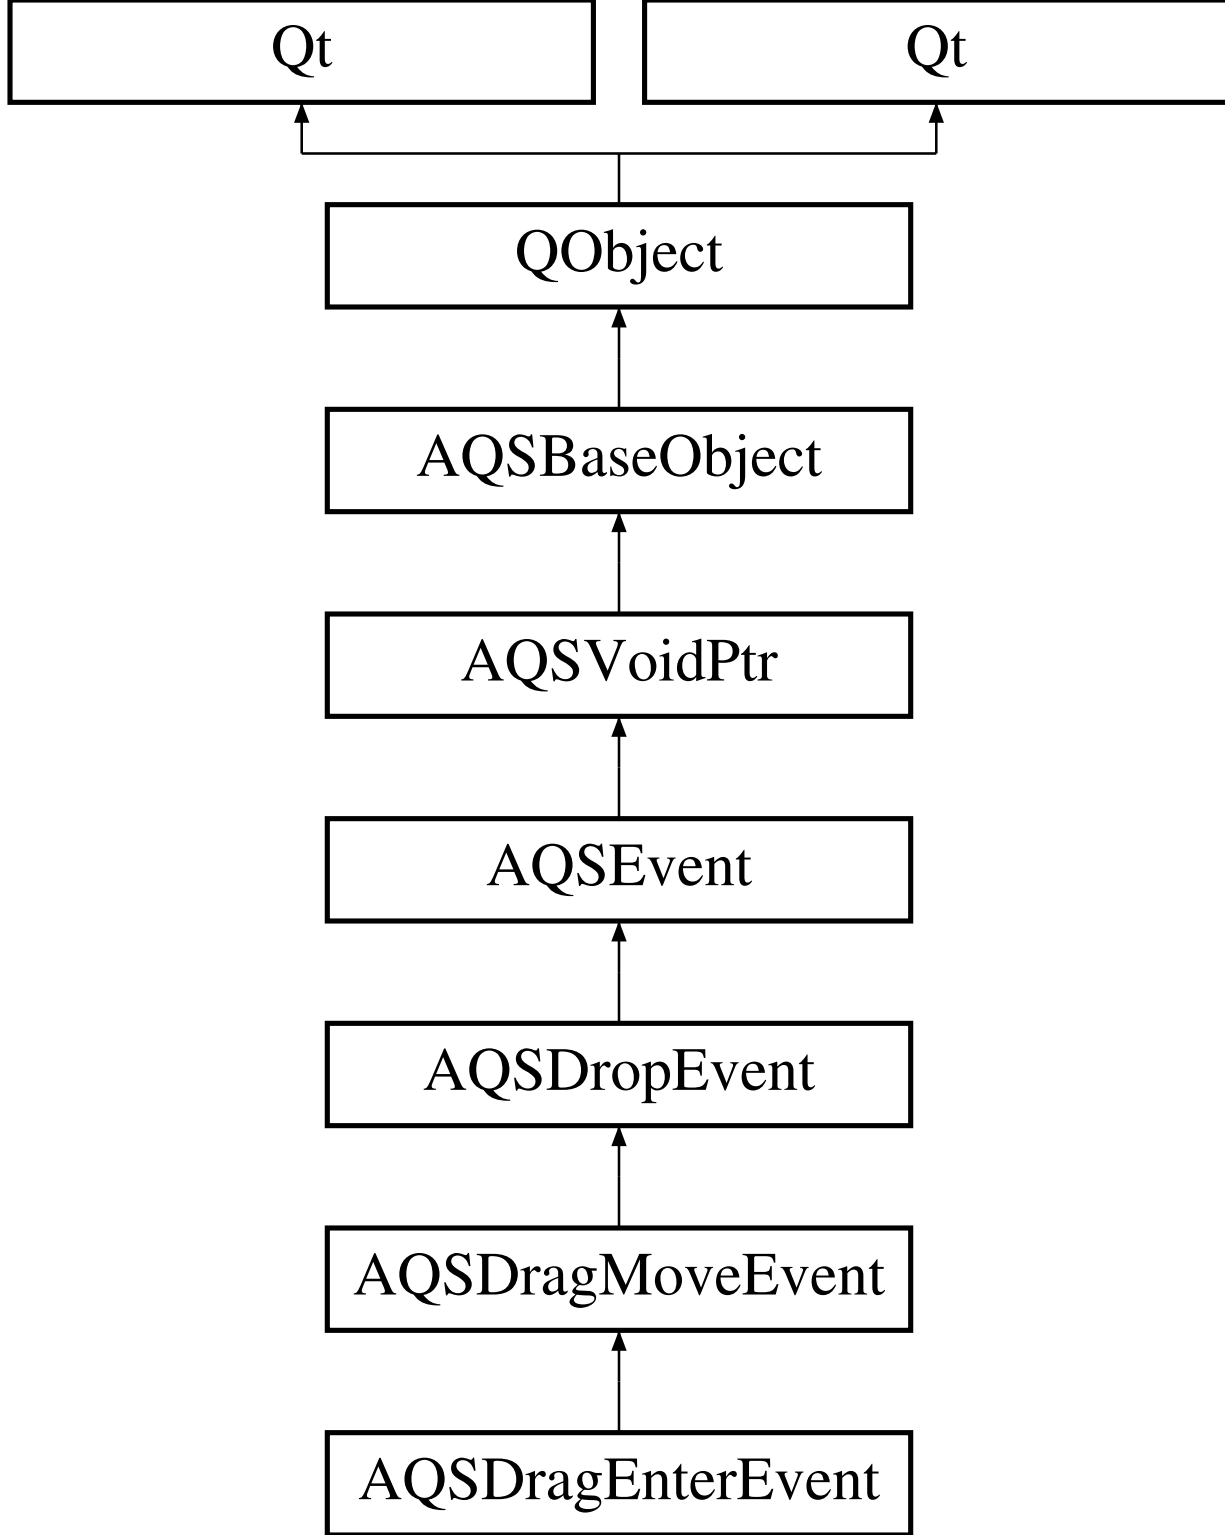 Qt
Qt
QObject
AQSBaseObject
AQSVoidPtr
AQSEvent
AQSDropEvent
AQSDragMoveEvent
AQSDragEnterEvent